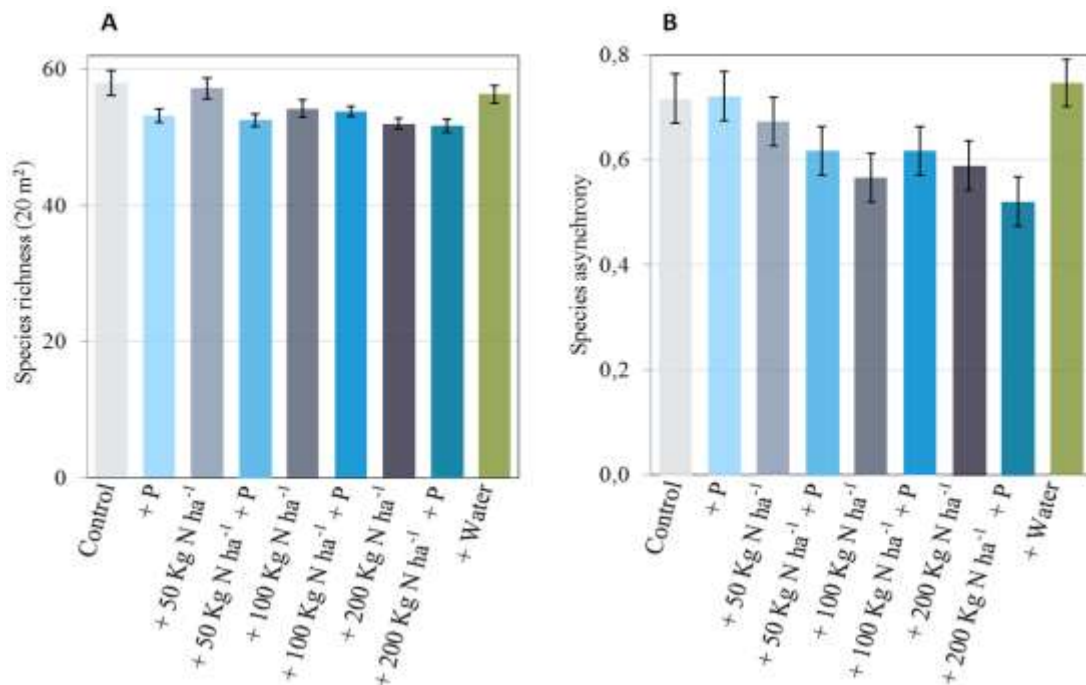 A
Species richness (20 m²)
60
40
20
0
Control
+ P
+ 50 Kg N ha⁻¹
+ 50 Kg N ha⁻¹ + P
+ 100 Kg N ha⁻¹
+ 100 Kg N ha⁻¹ + P
+ 200 Kg N ha⁻¹
+ 200 Kg N ha⁻¹ + P
+ Water
B
Species asynchrony
0,8
0,6
0,4
0,2
0,0
Control
+ P
+ 50 Kg N ha⁻¹
+ 50 Kg N ha⁻¹ + P
+ 100 Kg N ha⁻¹
+ 100 Kg N ha⁻¹ + P
+ 200 Kg N ha⁻¹
+ 200 Kg N ha⁻¹ + P
+ Water